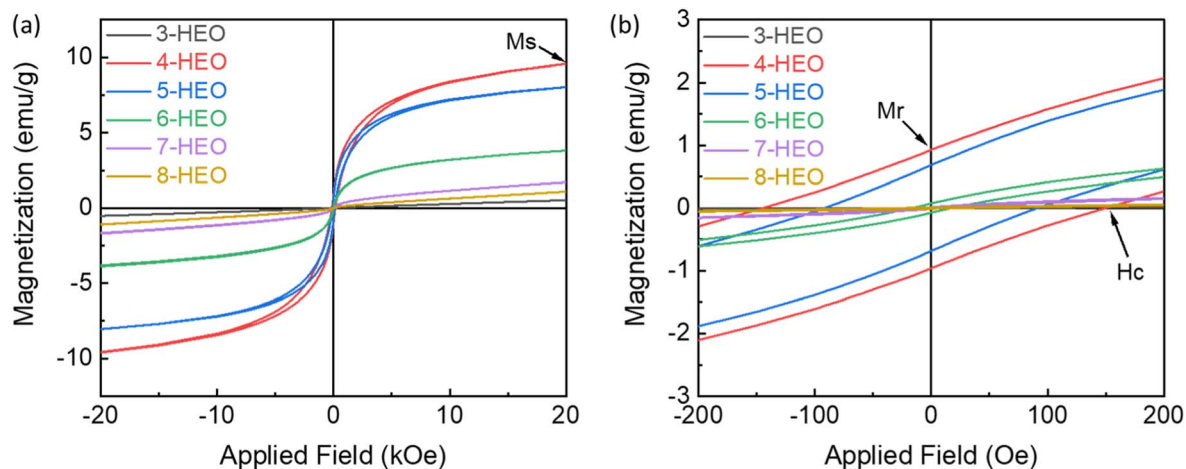 (a)
10
5
0
-5
-10
Magnetization (emu/g)
3-HEO
4-HEO
5-HEO
6-HEO
7-HEO
8-HEO
Ms
-20
-10
0
10
20
Applied Field (kOe)
(b)
3
2
1
0
-1
-2
-3
Magnetization (emu/g)
3-HEO
4-HEO
5-HEO
6-HEO
7-HEO
8-HEO
Mr
Hc
-200
-100
0
100
200
Applied Field (Oe)